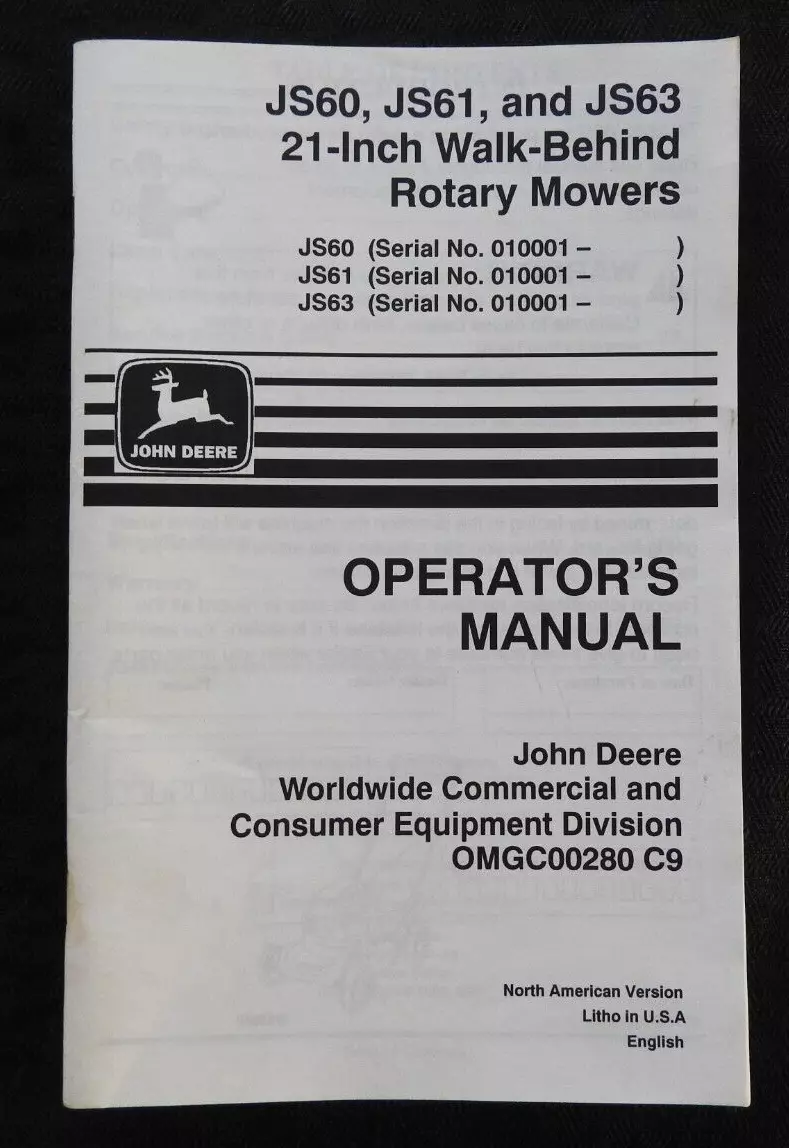 JS60, JS61, and JS63
21-Inch Walk-Behind
Rotary Mowers
JS60 (Serial No. 010001 – )
JS61 (Serial No. 010001 – )
JS63 (Serial No. 010001 – )
JOHN DEERE
OPERATOR'S
MANUAL
John Deere
Worldwide Commercial and
Consumer Equipment Division
OMGC00280 C9
North American Version
Litho in U.S.A
English